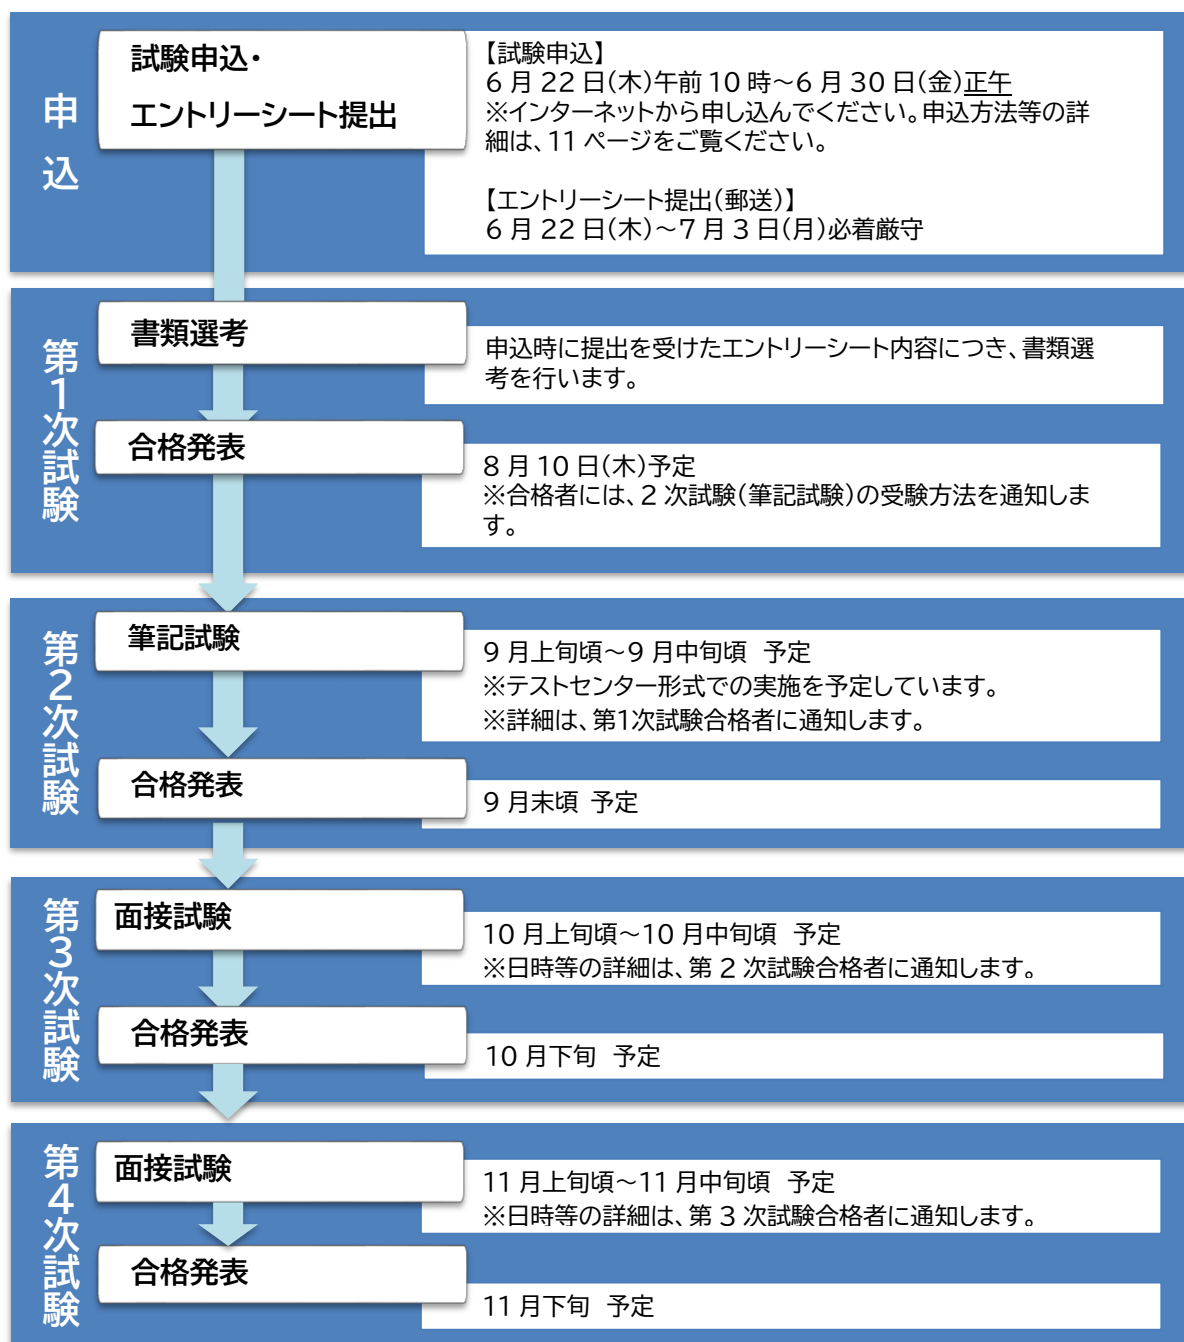 申込
試験申込・
エントリーシート提出
【試験申込】
6月22日(木)午前10時～6月30日(金)正午
※インターネットから申し込んでください。申込方法等の詳
細は、11ページをご覧ください。
【エントリーシート提出(郵送)】
6月22日(木)～7月3日(月)必着厳守
第1次試験
書類選考
申込時に提出を受けたエントリーシート内容につき、書類選
考を行います。
合格発表
8月10日(木)予定
※合格者には、2次試験(筆記試験)の受験方法を通知しま
す。
第2次試験
筆記試験
9月上旬頃～9月中旬頃 予定
※テストセンター形式での実施を予定しています。
※詳細は、第1次試験合格者に通知します。
合格発表
9月末頃 予定
第3次試験
面接試験
10月上旬頃～10月中旬頃 予定
※日時等の詳細は、第2次試験合格者に通知します。
合格発表
10月下旬 予定
第4次試験
面接試験
11月上旬頃～11月中旬頃 予定
※日時等の詳細は、第3次試験合格者に通知します。
合格発表
11月下旬 予定